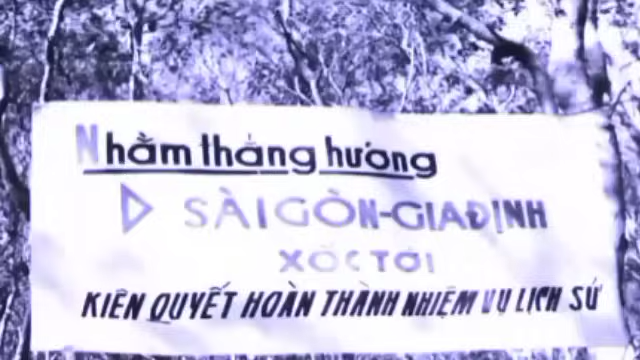 Nhằm thẳng hướng
SÀI GÒN-GIA ĐỊNH
XỐC TỚI
KIÊN QUYẾT HOÀN THÀNH NHIỆM VỤ LỊCH SỬ